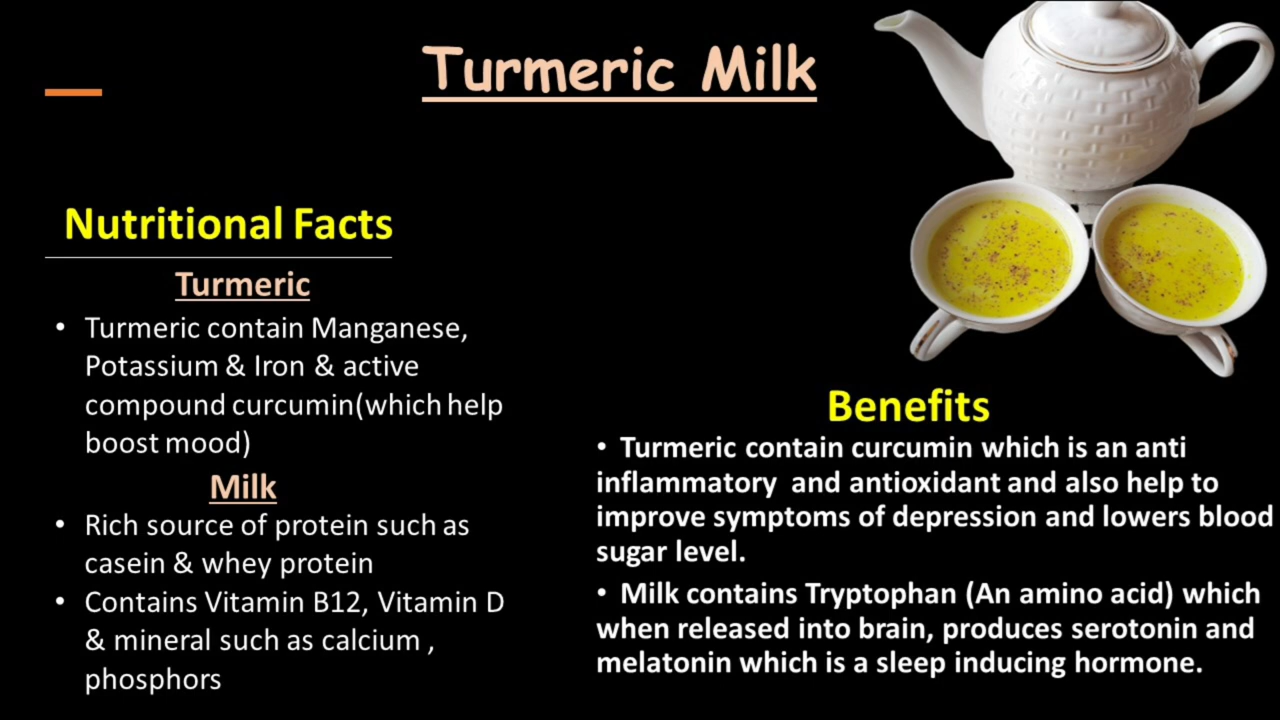 Turmeric Milk
Nutritional Facts
Turmeric
• Turmeric contain Manganese,
Potassium & Iron & active
compound curcumin(which help
boost mood)
Milk
• Rich source of protein such as
casein & whey protein
• Contains Vitamin B12, Vitamin D
& mineral such as calcium ,
phosphors
Benefits
• Turmeric contain curcumin which is an anti
inflammatory  and antioxidant and also help to
improve symptoms of depression and lowers blood
sugar level.
• Milk contains Tryptophan (An amino acid) which
when released into brain, produces serotonin and
melatonin which is a sleep inducing hormone.